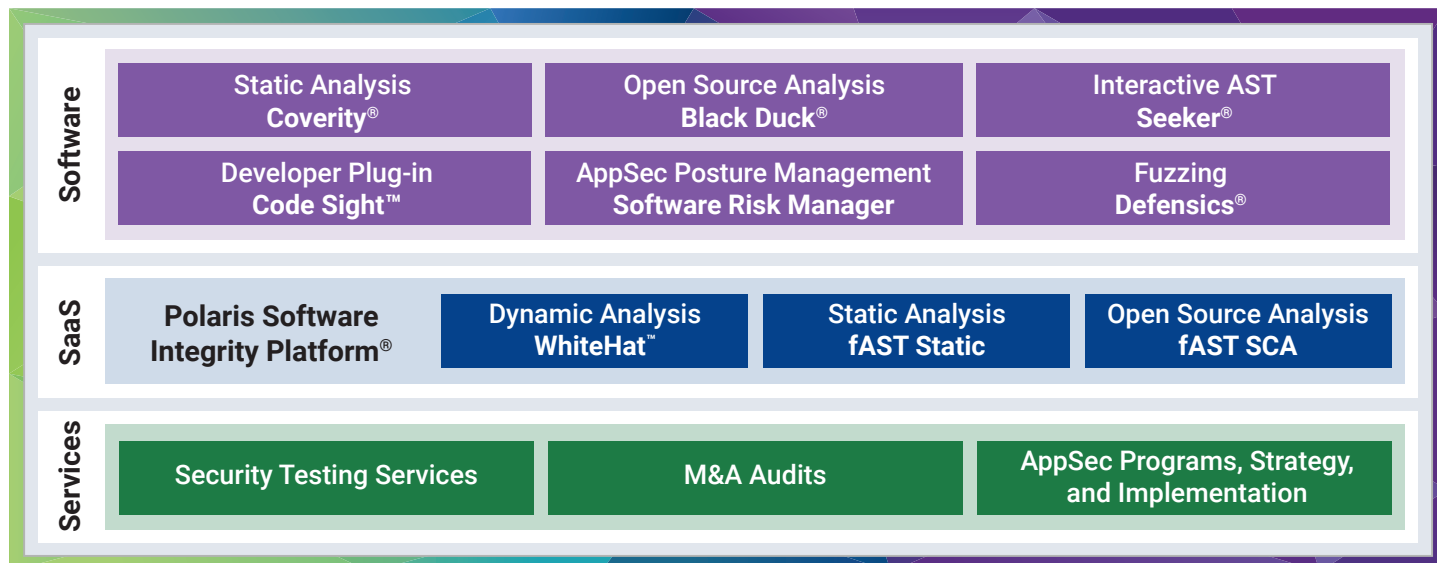 Software
Static Analysis
Coverity®
Open Source Analysis
Black Duck®
Interactive AST
Seeker®
Developer Plug-in
Code Sight™
AppSec Posture Management
Software Risk Manager
Fuzzing
Defensics®
SaaS
Polaris Software
Integrity Platform®
Dynamic Analysis
WhiteHat™
Static Analysis
fAST Static
Open Source Analysis
fAST SCA
Services
Security Testing Services
M&A Audits
AppSec Programs, Strategy,
and Implementation